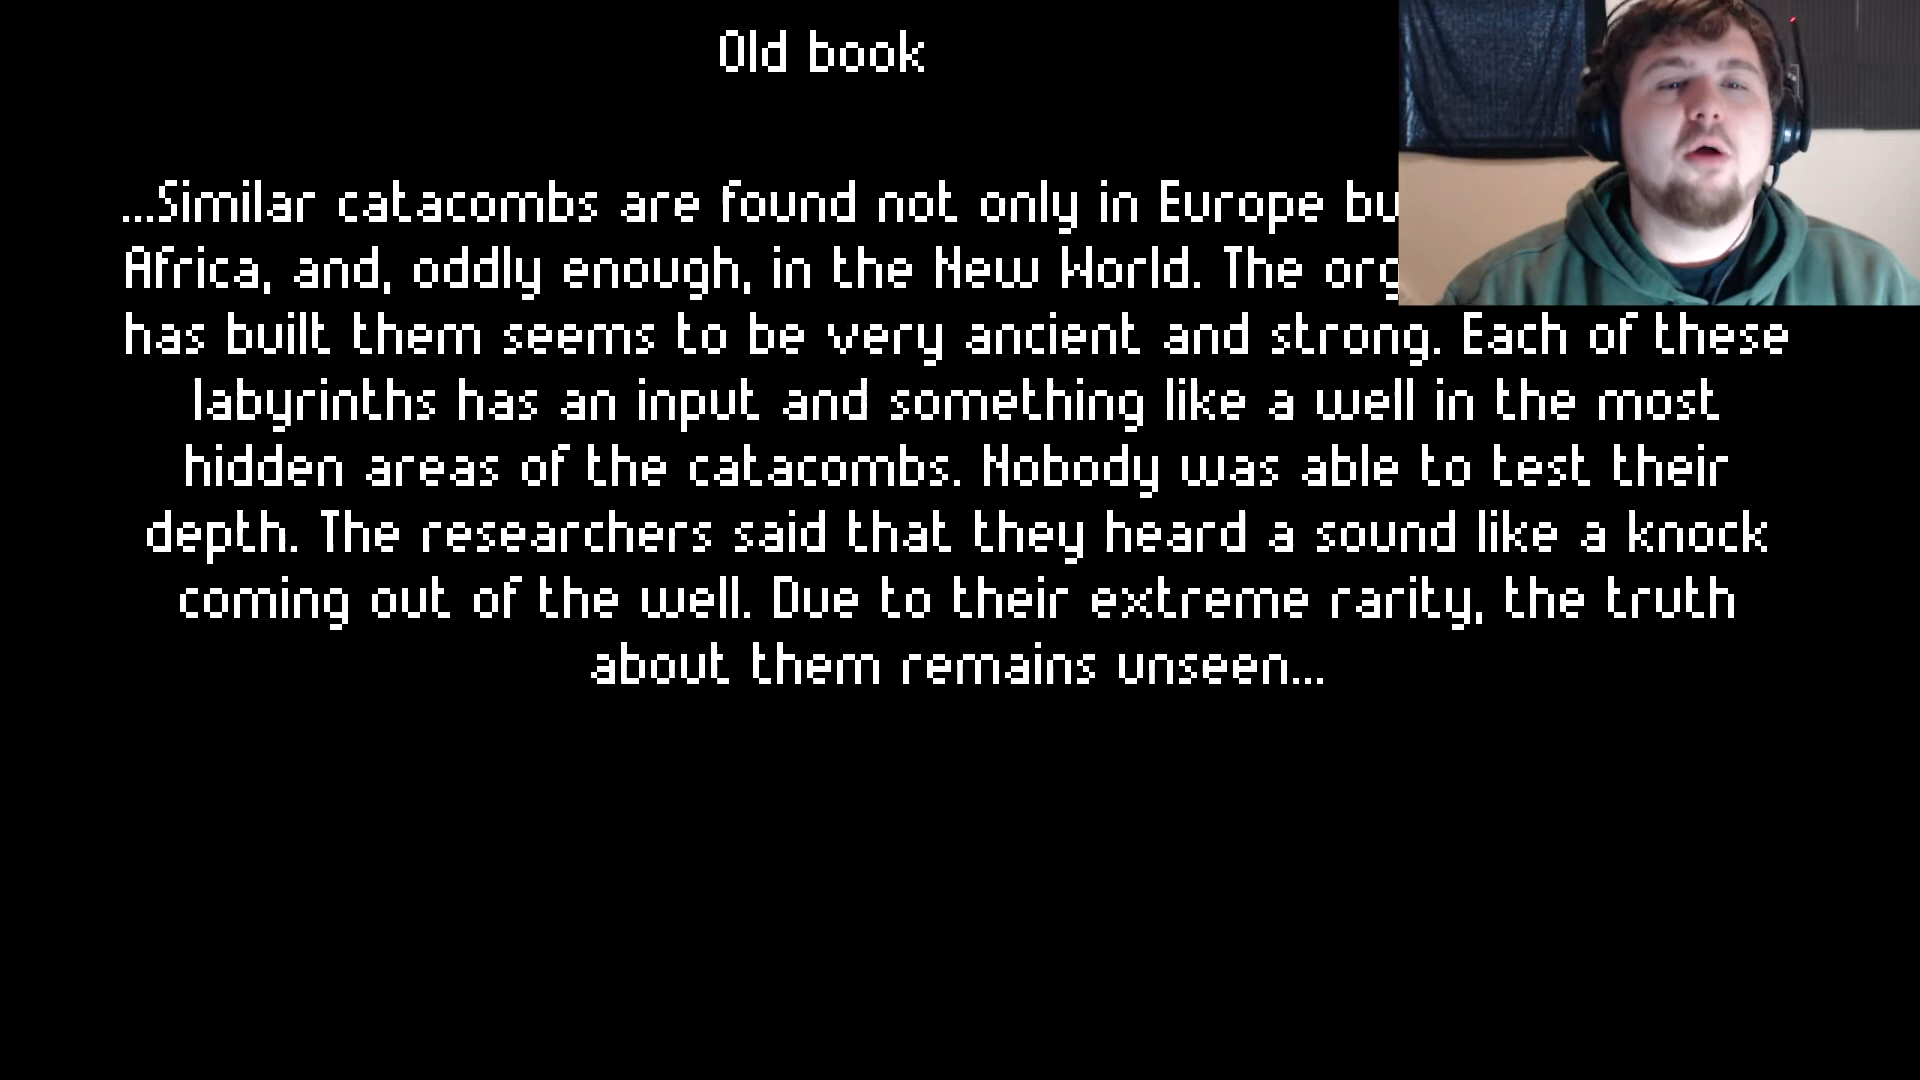 Old book
...Similar catacombs are found not only in Europe
Africa, and, oddly enough, in the New World. The
has built them seems to be very ancient and strong. Each of these
labyrinths has an input and something like a well in the most
hidden areas of the catacombs. Nobody was able to test their
depth. The researchers said that they heard a sound like a knock
coming out of the well. Due to their extreme rarity, the truth
about them remains unseen...